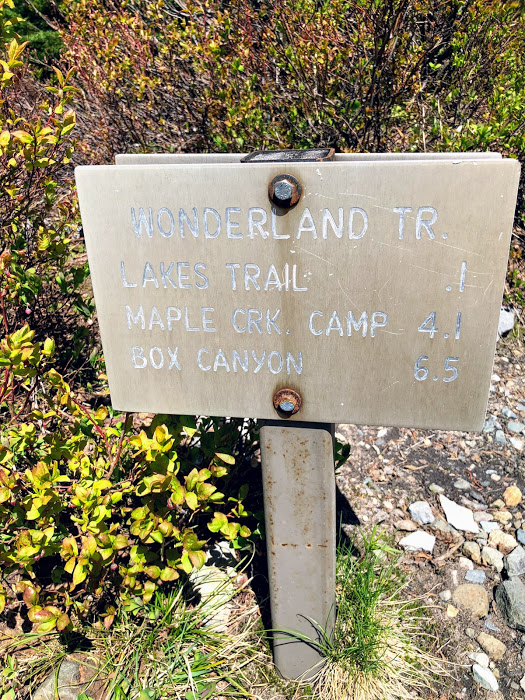 WONDERLAND TR.
LAKES TRAIL .1
MAPLE CRK. CAMP 4.1
BOX CANYON 6.5